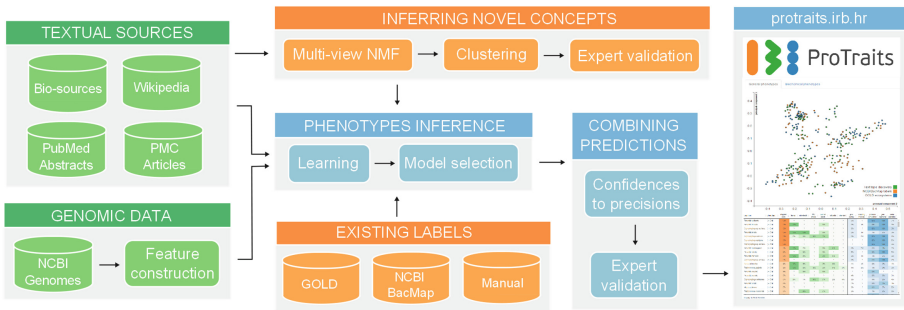 TEXTUAL SOURCES
Bio-sources
Wikipedia
PubMed
Abstracts
PMC
Articles
GENOMIC DATA
NCBI
Genomes
Feature
construction
INFERRING NOVEL CONCEPTS
Multi-view NMF
Clustering
Expert validation
PHENOTYPES INFERENCE
Learning
Model selection
EXISTING LABELS
GOLD
NCBI
BacMap
Manual
COMBINING
PREDICTIONS
Confidences
to precisions
Expert
validation
protraits.irb.hr
ProTraits